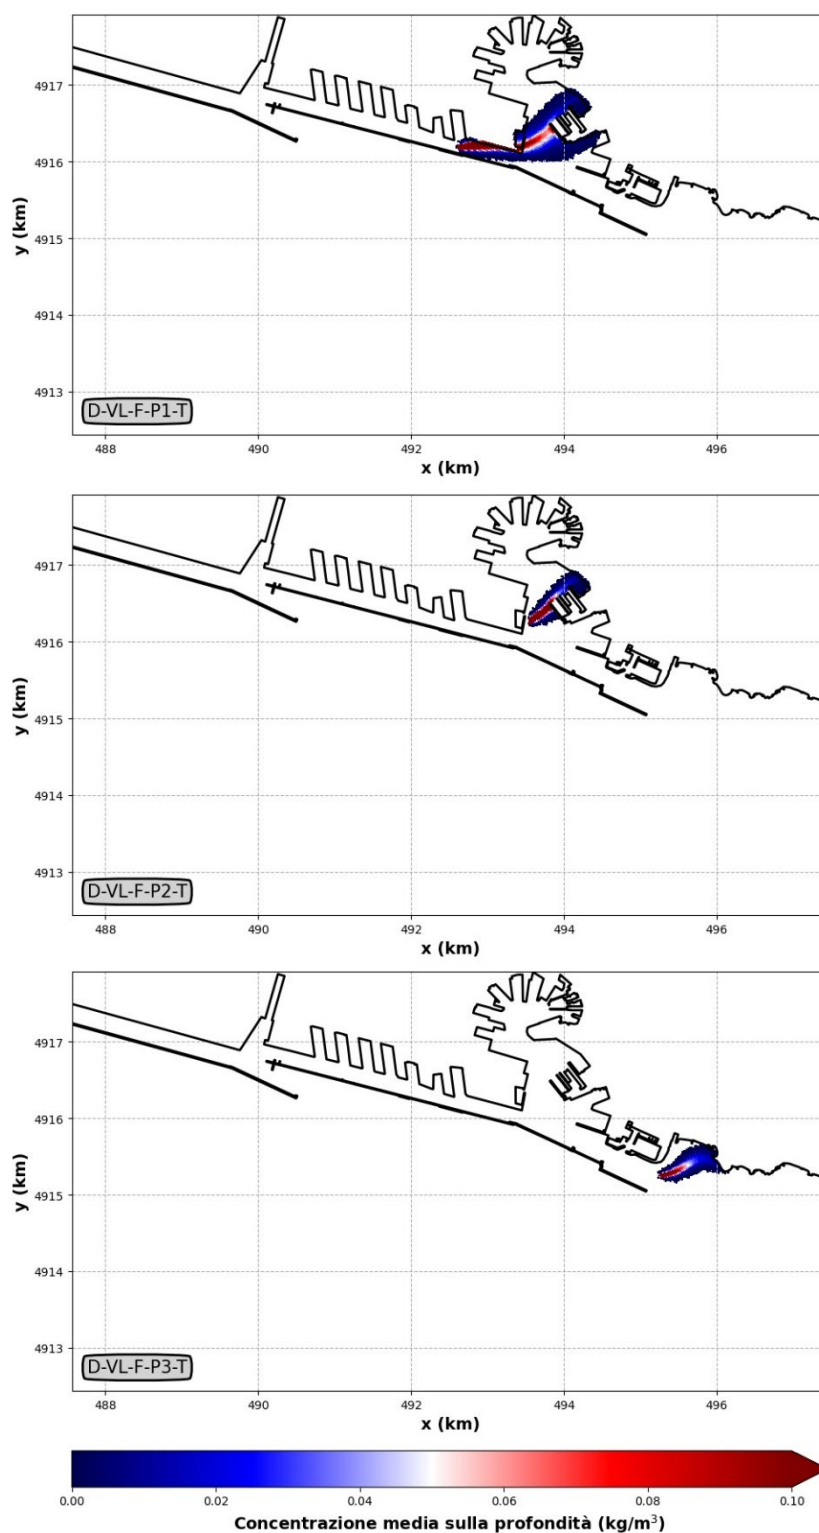 4917
4916
4915
4914
4913
y (km)
D-VL-F-P1-T
488 490 492 494 496
x (km)
4917
4916
4915
4914
4913
y (km)
D-VL-F-P2-T
488 490 492 494 496
x (km)
4917
4916
4915
4914
4913
y (km)
D-VL-F-P3-T
488 490 492 494 496
x (km)
0.00 0.02 0.04 0.06 0.08 0.10
Concentrazione media sulla profondità (kg/m³)